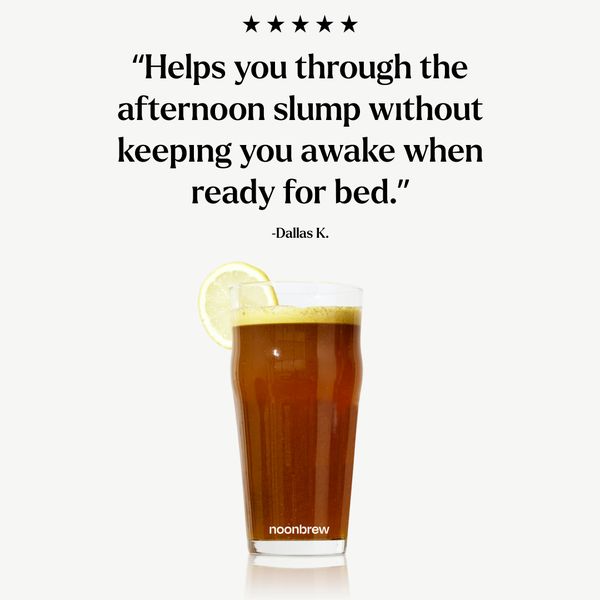 ★★★★★
“Helps you through the
afternoon slump without
keeping you awake when
ready for bed.”
-Dallas K.
noonbrew